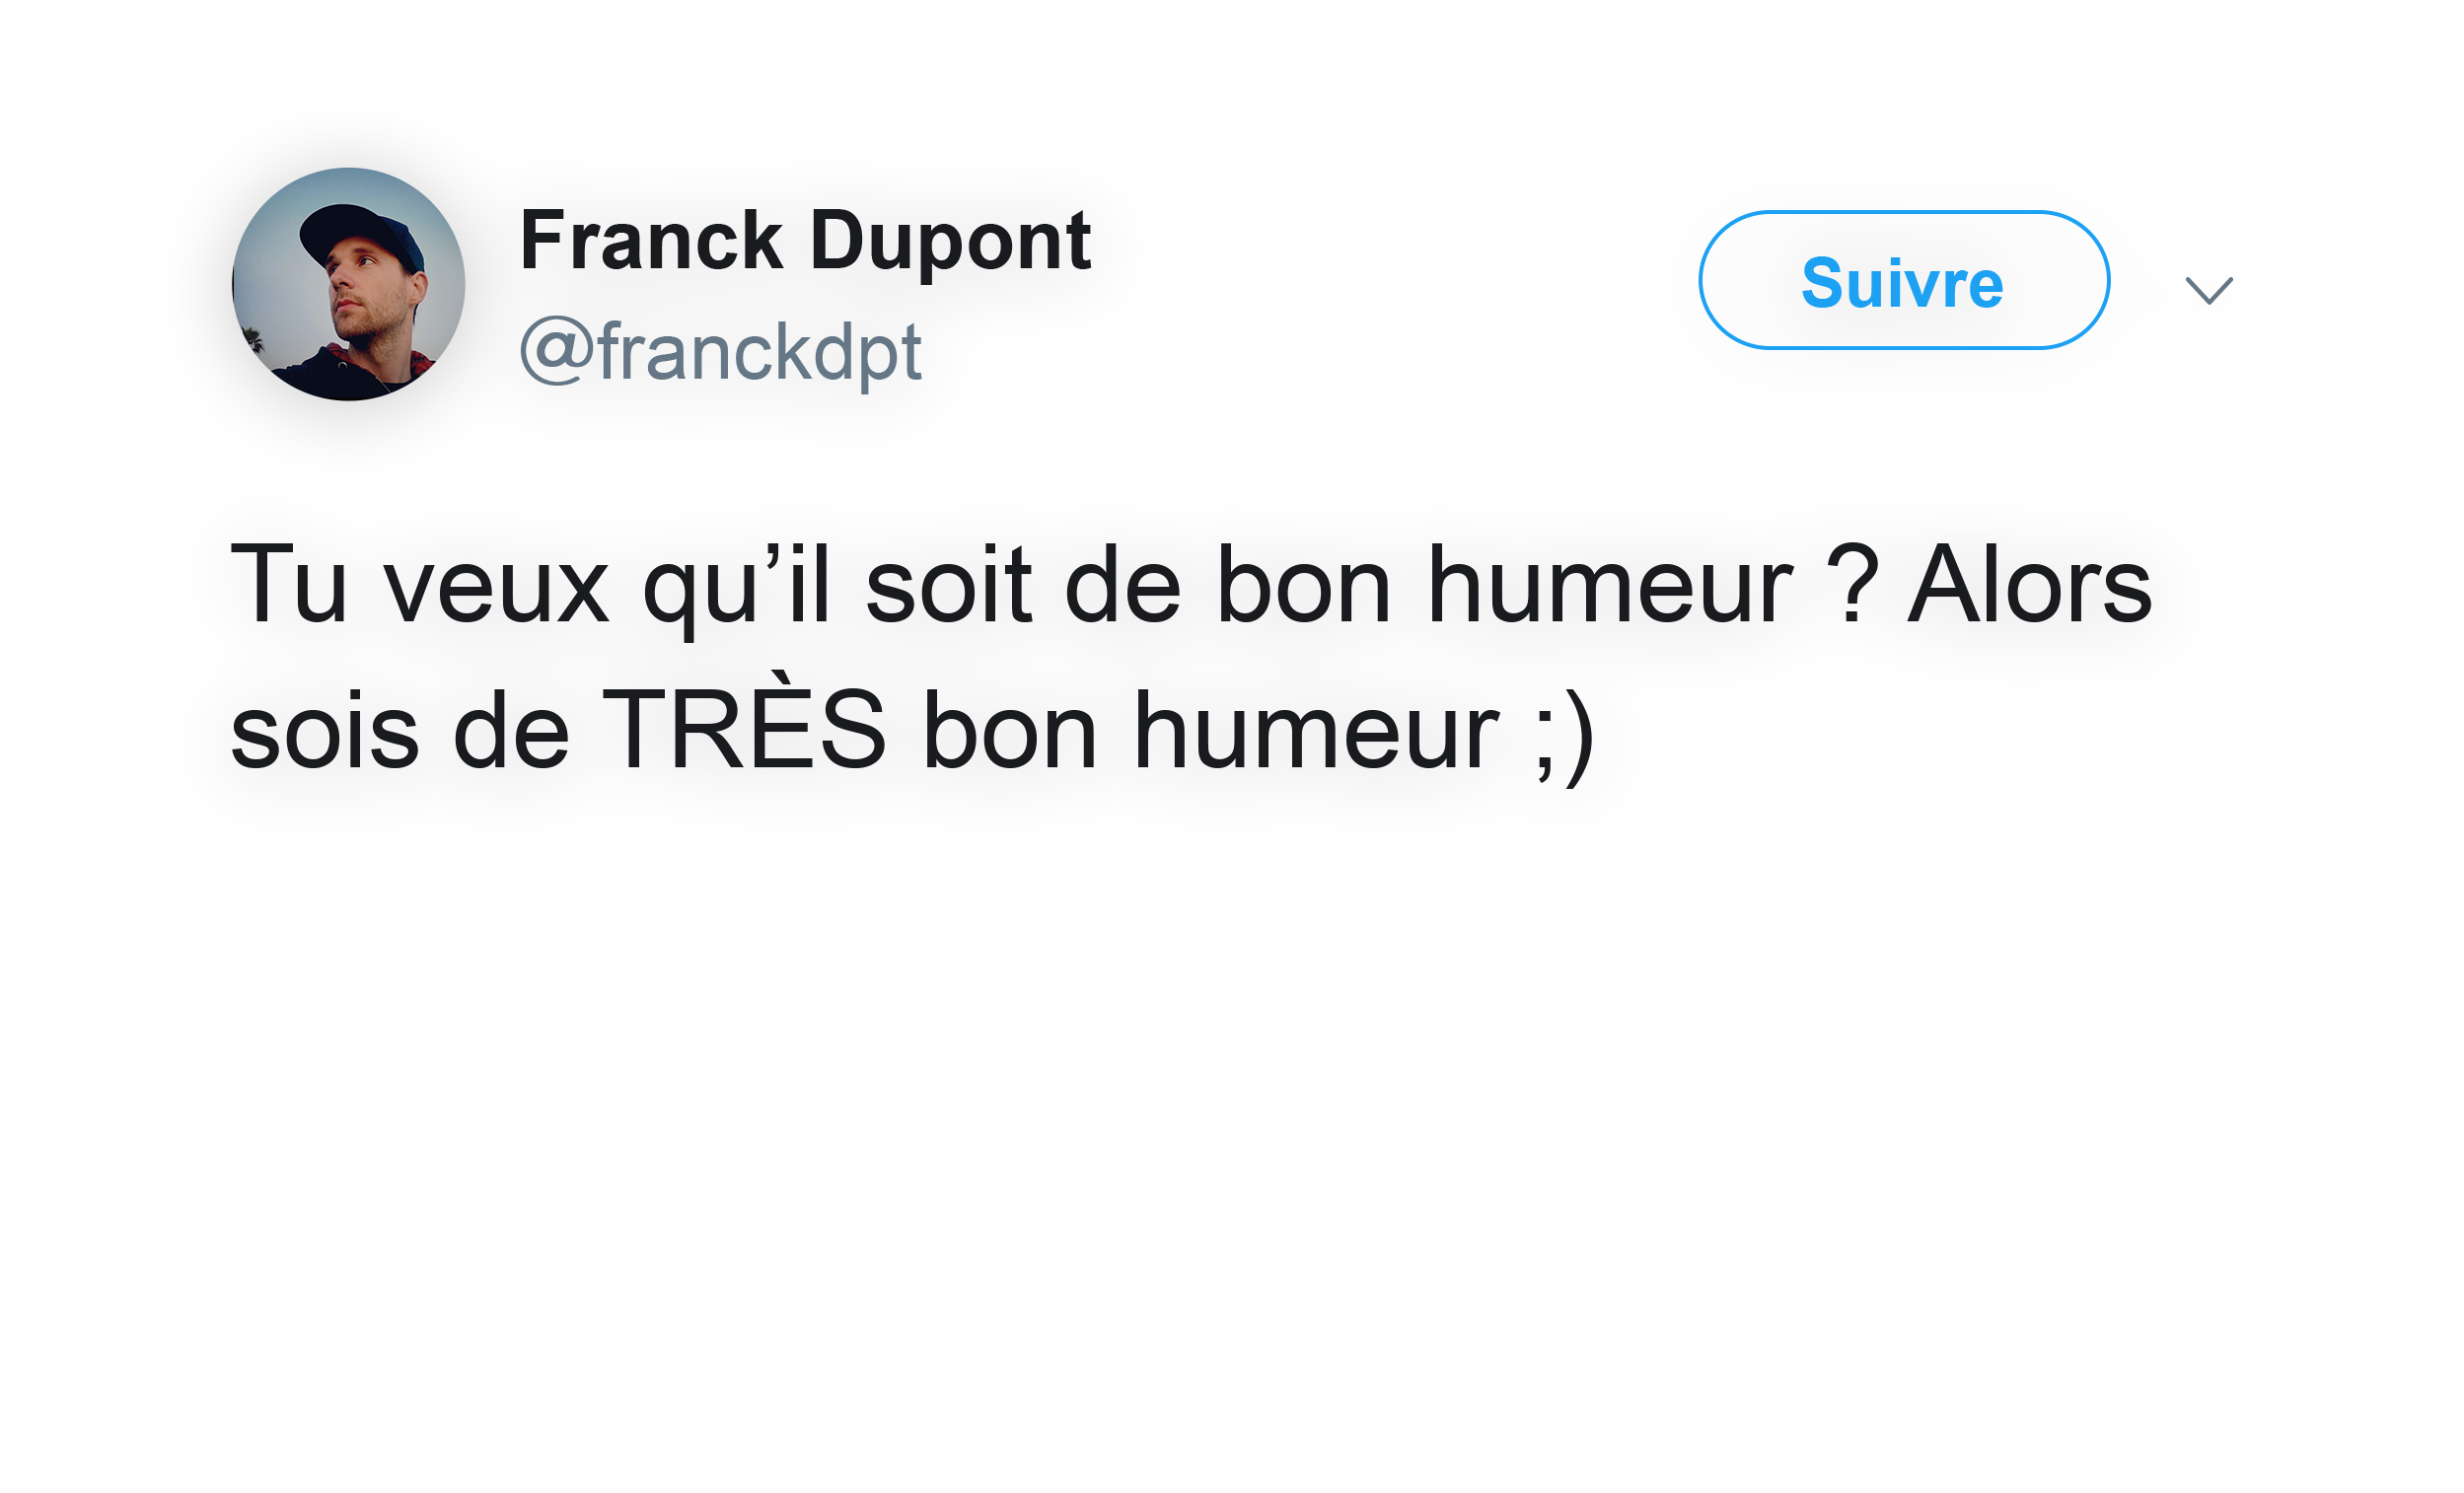 Franck Dupont
@franckdpt
Suivre
Tu veux qu’il soit de bon humeur ? Alors
sois de TRÈS bon humeur ;)